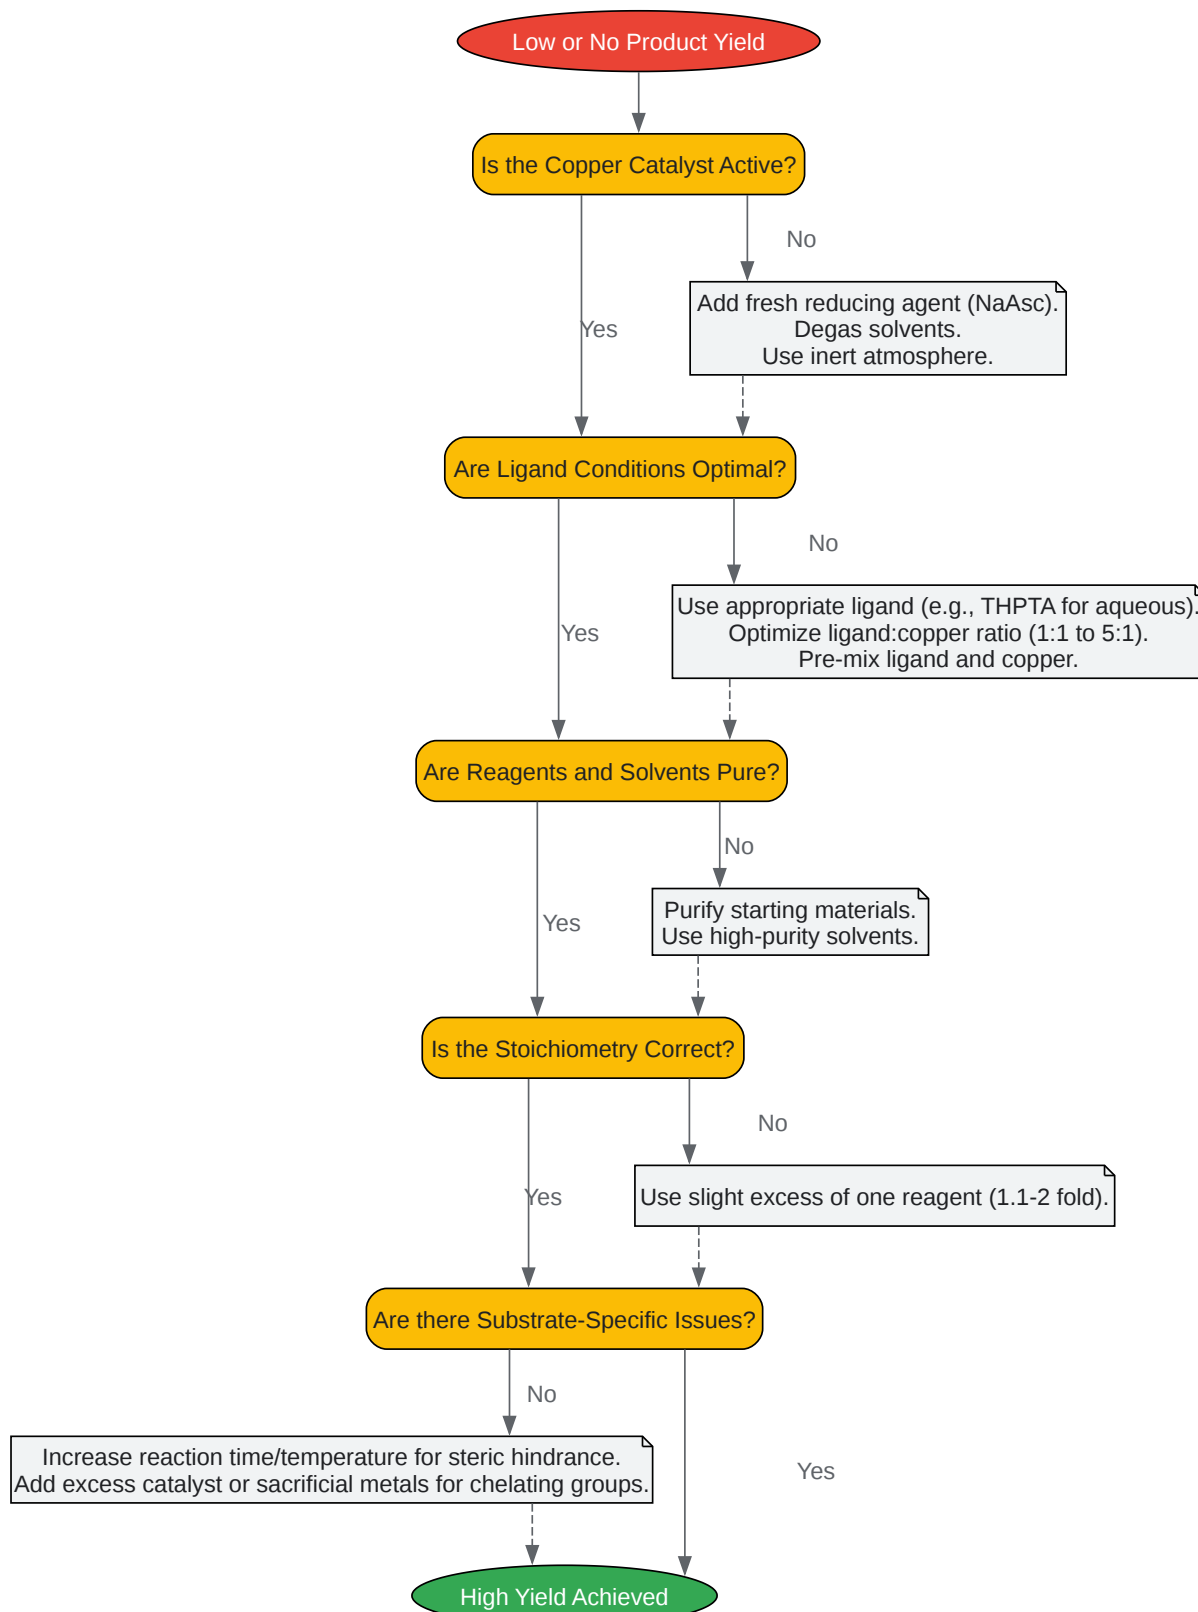 Low or No Product Yield
Is the Copper Catalyst Active?
No
Add fresh reducing agent (NaAsc).
Degas solvents.
Use inert atmosphere.
Yes
Are Ligand Conditions Optimal?
No
Use appropriate ligand (e.g., THPTA for aqueous).
Optimize ligand:copper ratio (1:1 to 5:1).
Pre-mix ligand and copper.
Yes
Are Reagents and Solvents Pure?
No
Purify starting materials.
Use high-purity solvents.
Yes
Is the Stoichiometry Correct?
No
Use slight excess of one reagent (1.1-2 fold).
Yes
Are there Substrate-Specific Issues?
No
Increase reaction time/temperature for steric hindrance.
Add excess catalyst or sacrificial metals for chelating groups.
Yes
High Yield Achieved